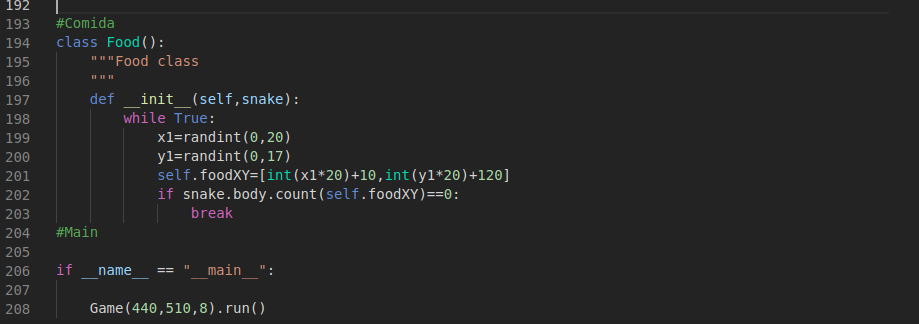 192
193 #Comida
194 class Food():
195     """Food class
196     """
197     def __init__(self,snake):
198         while True:
199             x1=randint(0,20)
200             y1=randint(0,17)
201             self.foodXY=[int(x1*20)+10,int(y1*20)+120]
202             if snake.body.count(self.foodXY)==0:
203                 break
204 #Main
205
206 if __name__ == "__main__":
207
208     Game(440,510,8).run()